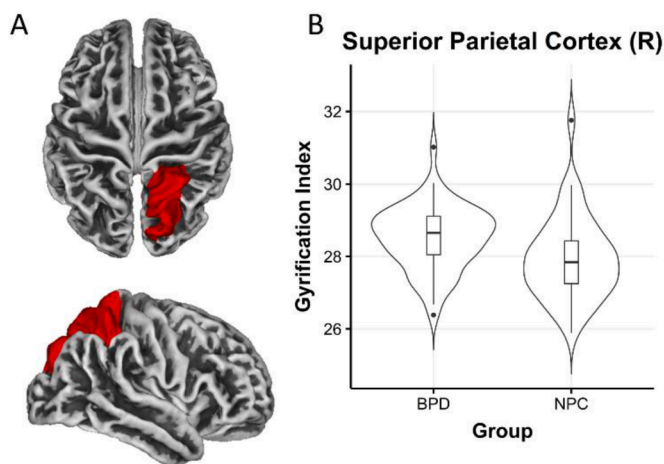 A
B
Superior Parietal Cortex (R)
Gyrification Index
32
30
28
26
BPD
NPC
Group